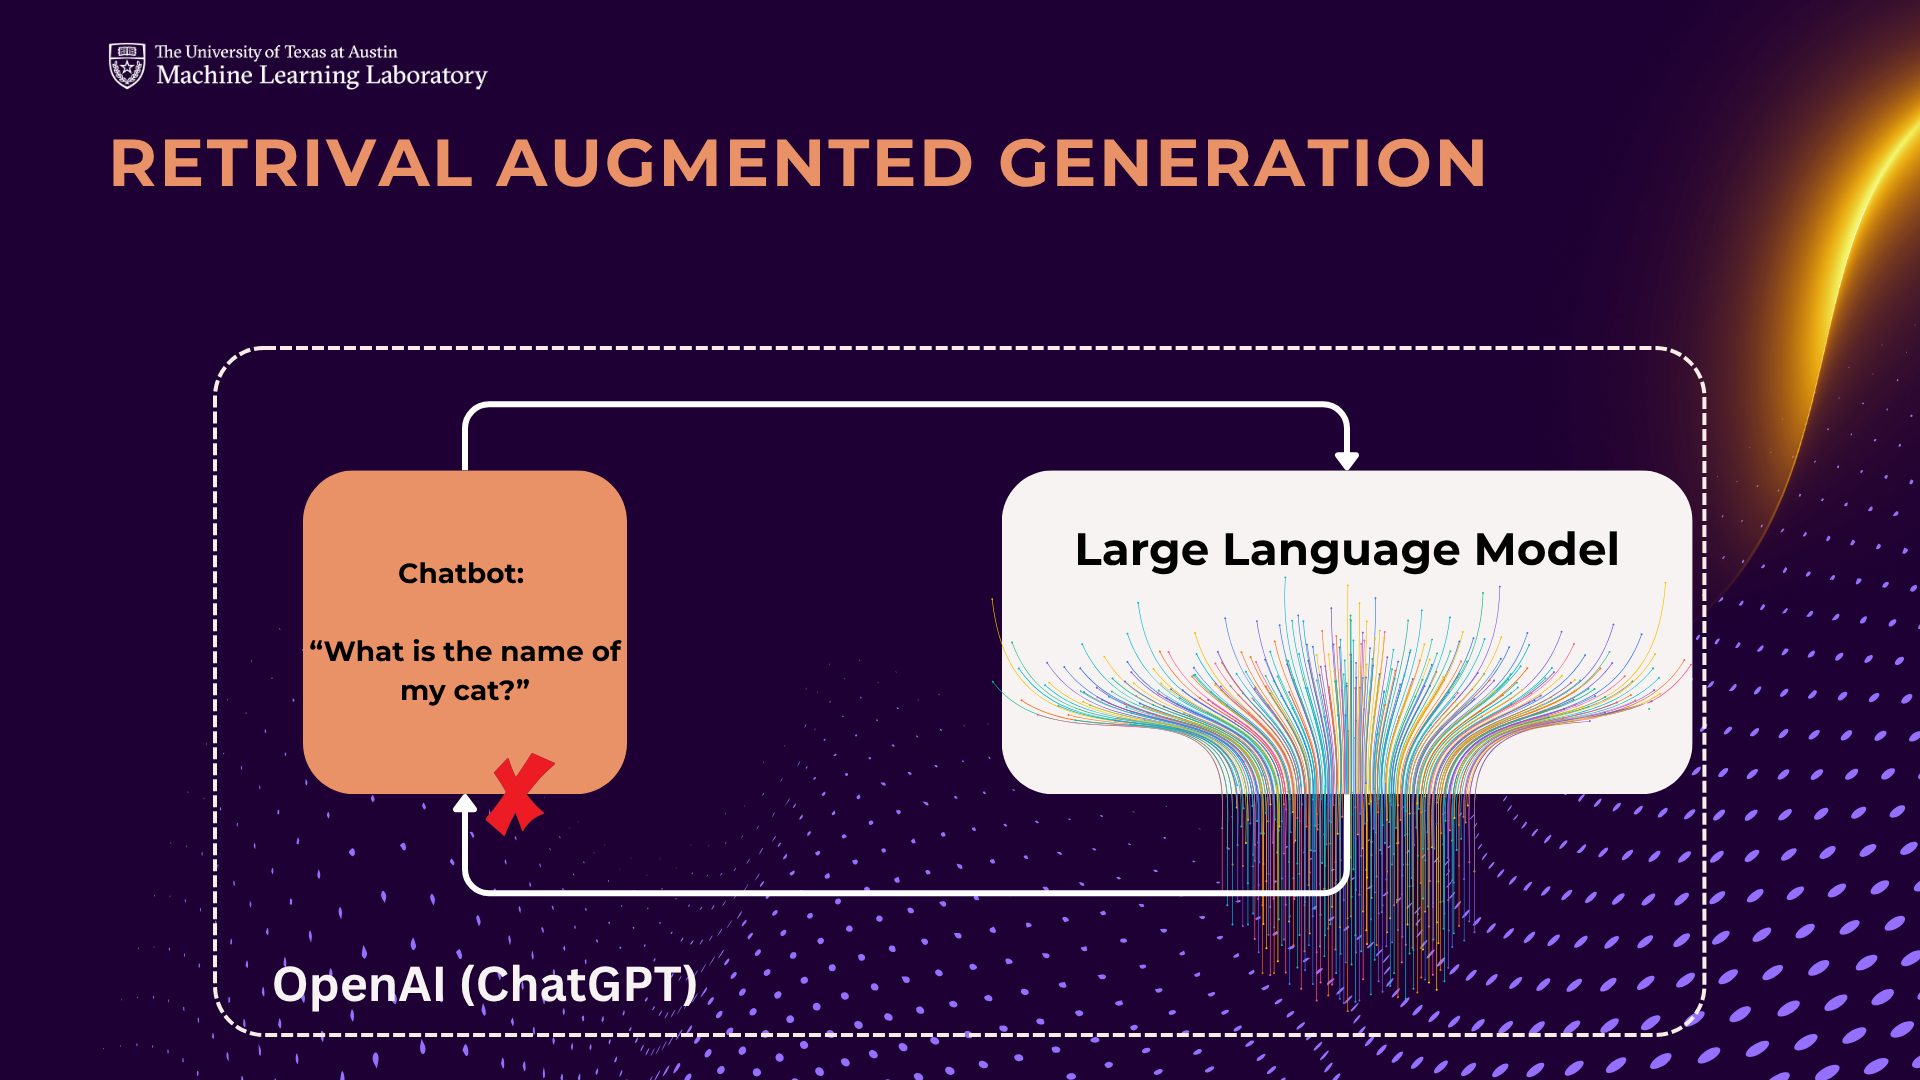 The University of Texas at Austin
Machine Learning Laboratory
RETRIVAL AUGMENTED GENERATION
Chatbot:
“What is the name of
my cat?”
Large Language Model
OpenAI (ChatGPT)